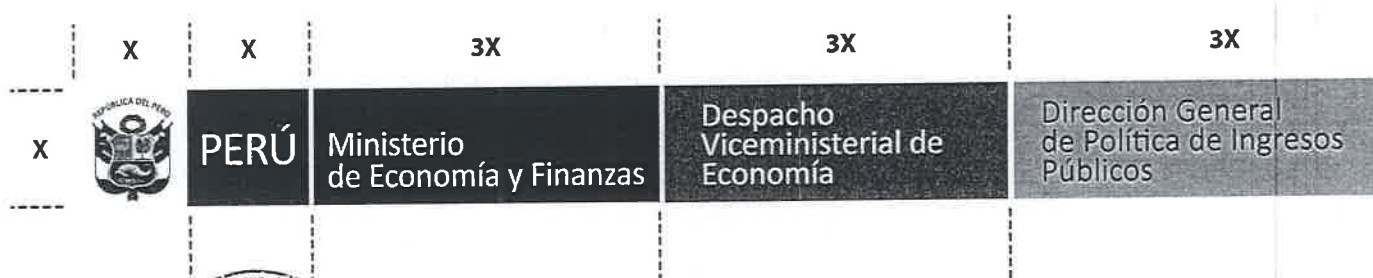 X X 3X 3X 3X
X
REPÚBLICA DEL PERÚ
PERÚ
Ministerio
de Economía y Finanzas
Despacho
Viceministerial de
Economía
Dirección General
de Política de Ingresos
Públicos